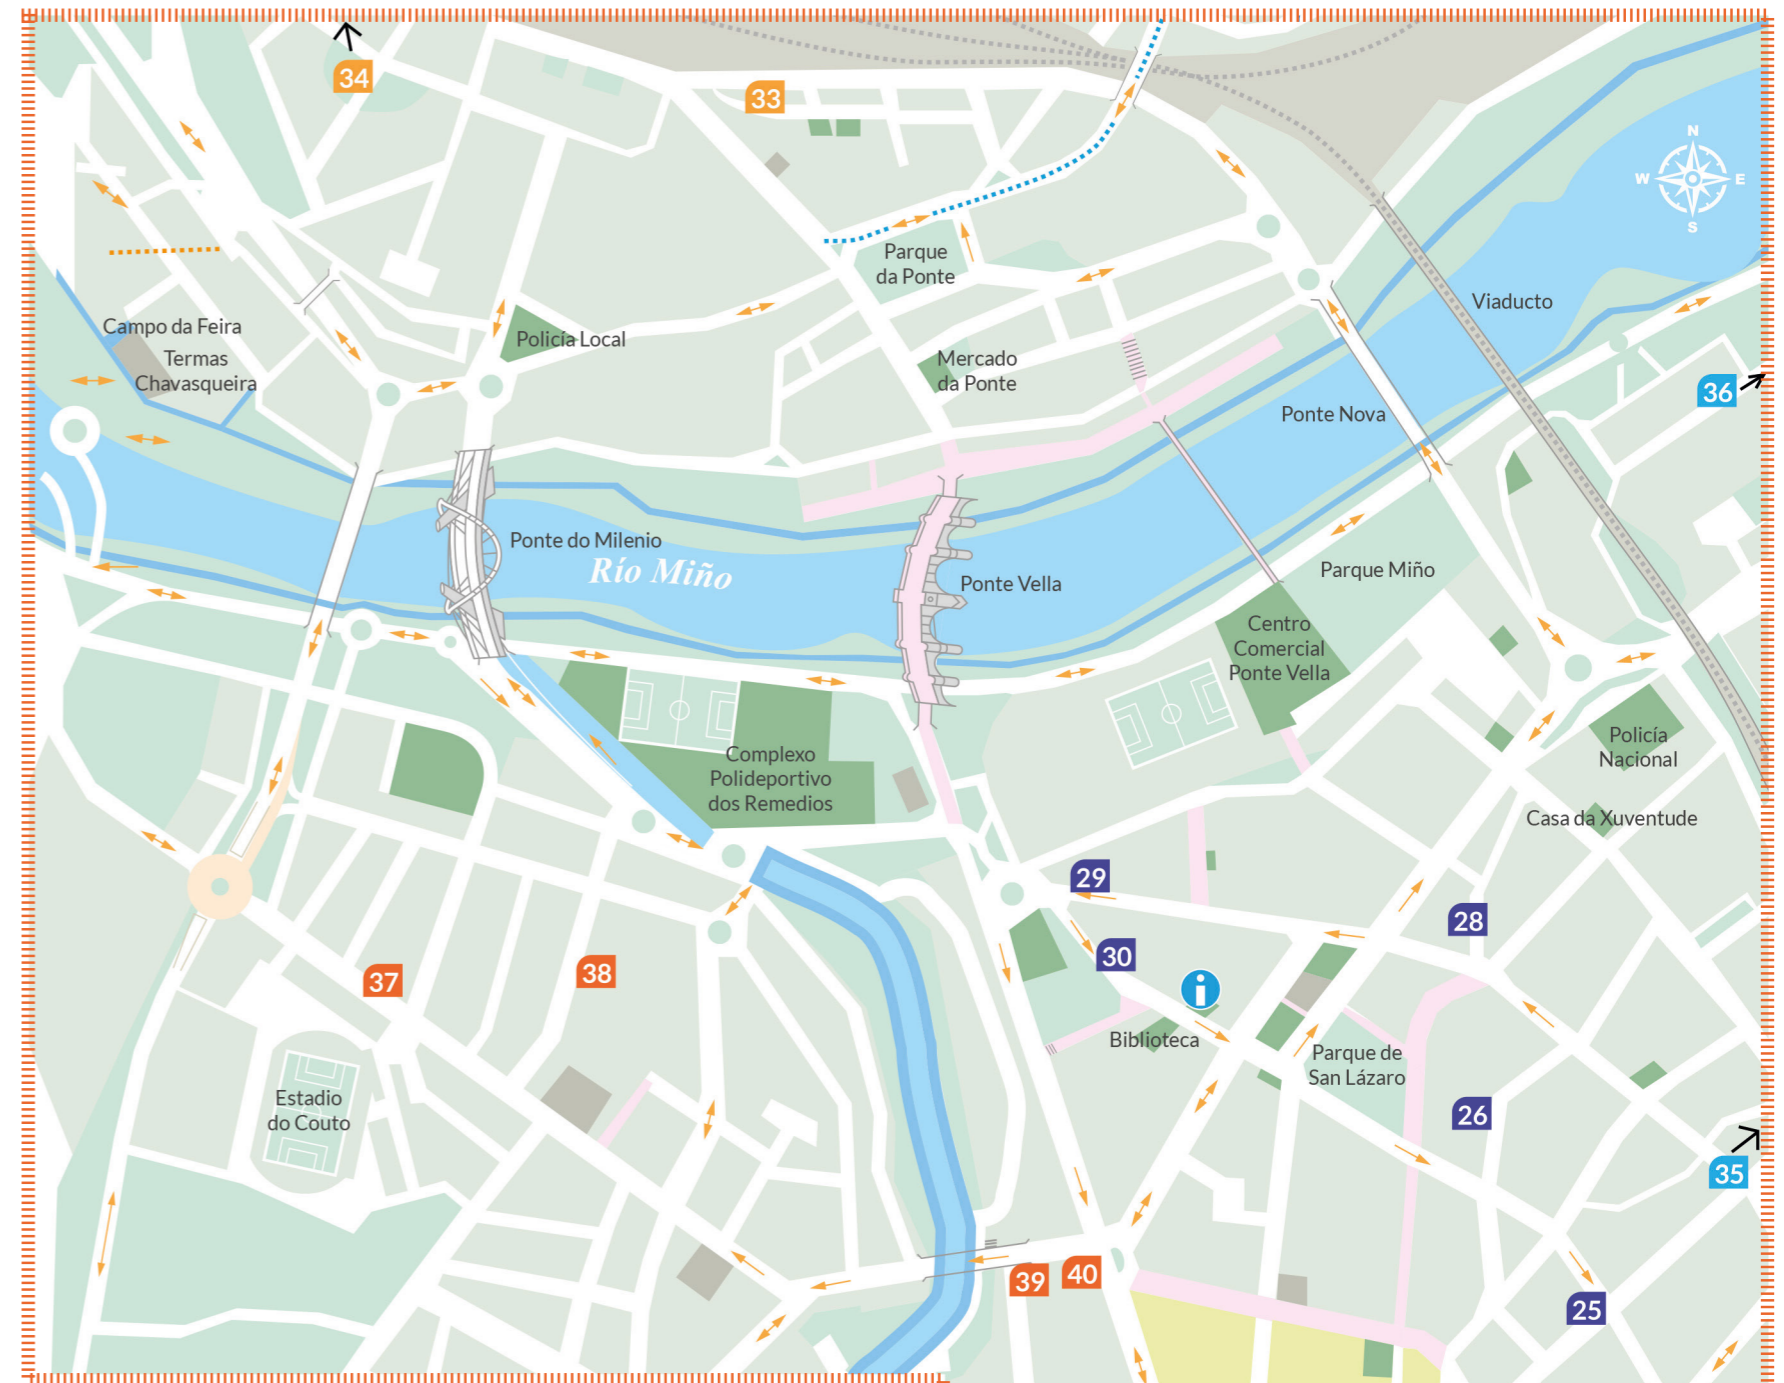 34
33
N
W
E
S
Parque
da Ponte
Viaducto
Campo da Feira
Termas
Chavasqueira
Policía Local
Mercado
da Ponte
36
Ponte Nova
Ponte do Milenio
Río Miño
Ponte Vella
Parque Miño
Centro
Comercial
Ponte Vella
Policía
Nacional
Complexo
Polideportivo
dos Remedios
Casa da Xuventude
29
28
30
37
38
i
Biblioteca
Parque de
San Lázaro
Estadio
do Couto
26
35
39
40
25